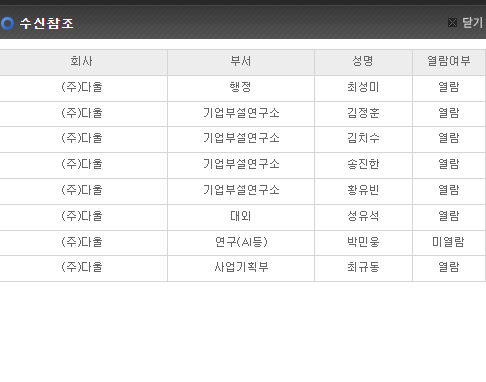 수신참조 닫기
회사 부서 성명 열람여부
(주)다울 행정 최성미 열람
(주)다울 기업부설연구소 김정훈 열람
(주)다울 기업부설연구소 김치수 열람
(주)다울 기업부설연구소 송진한 열람
(주)다울 기업부설연구소 황유빈 열람
(주)다울 대외 성유석 열람
(주)다울 연구(AI등) 박민웅 미열람
(주)다울 사업기획부 최규동 열람